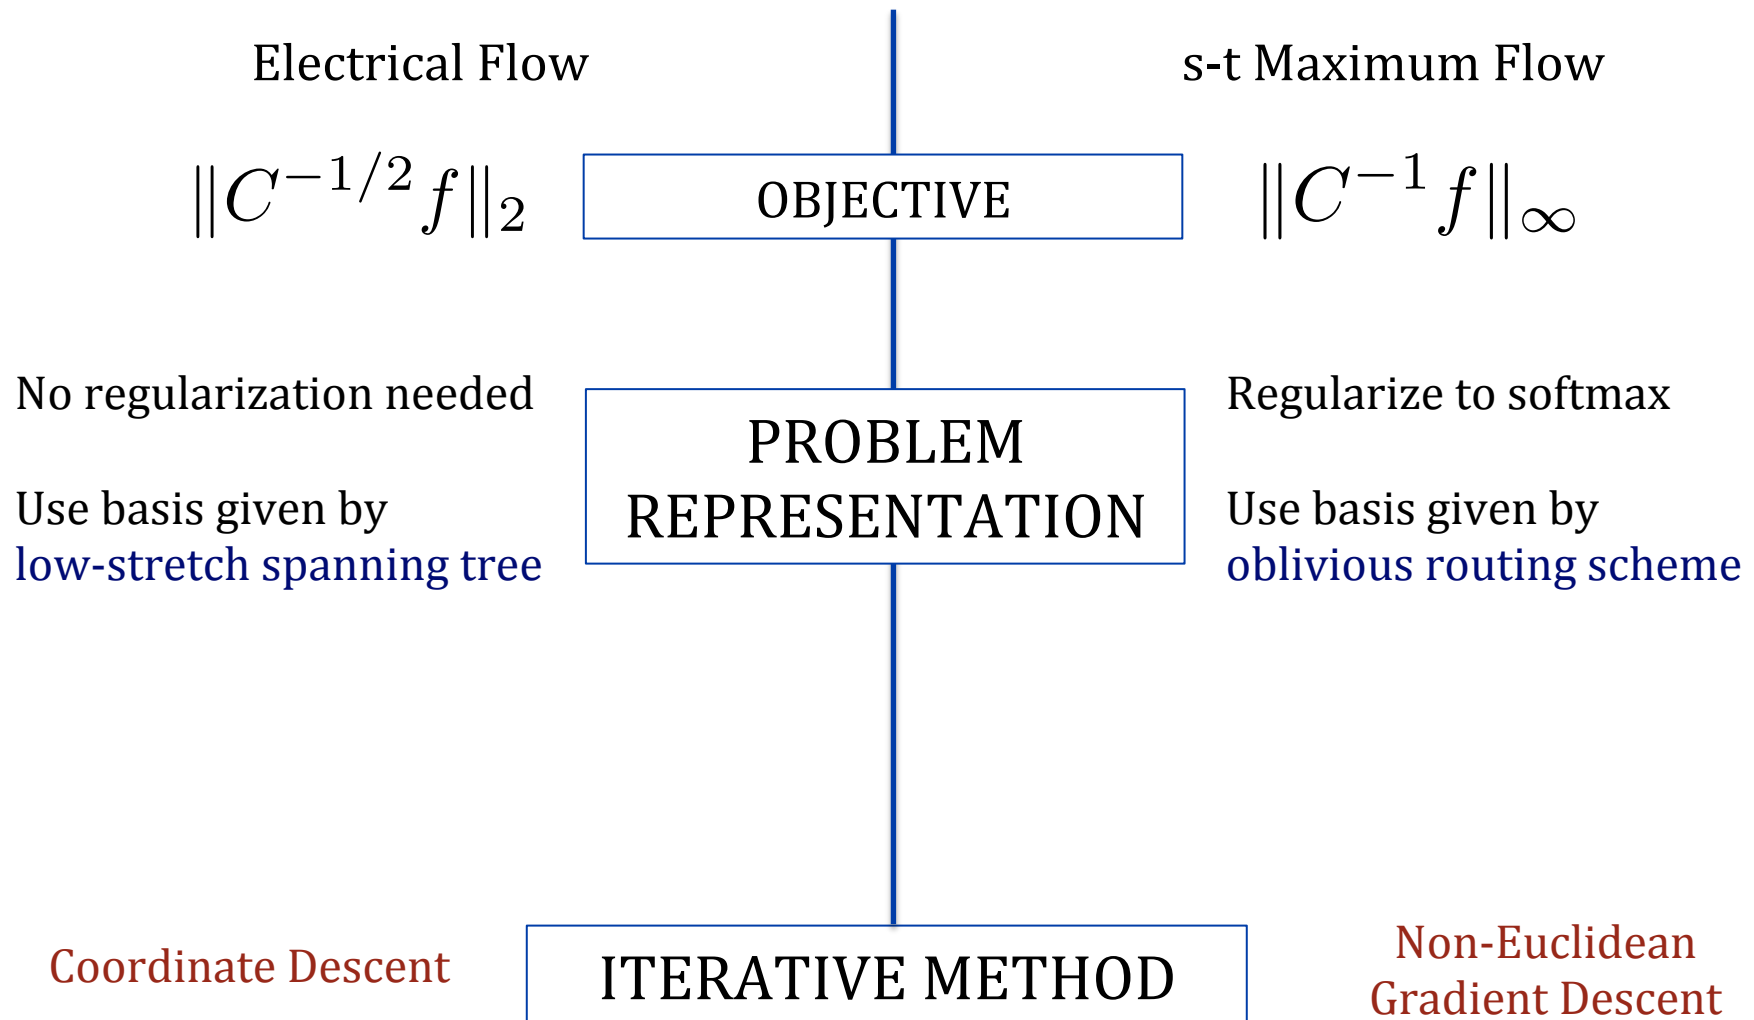 Electrical Flow
s-t Maximum Flow
‖C^{-1/2} f‖_2
OBJECTIVE
‖C^{-1} f‖_∞
No regularization needed
Use basis given by
low-stretch spanning tree
PROBLEM
REPRESENTATION
Regularize to softmax
Use basis given by
oblivious routing scheme
Coordinate Descent
ITERATIVE METHOD
Non-Euclidean
Gradient Descent